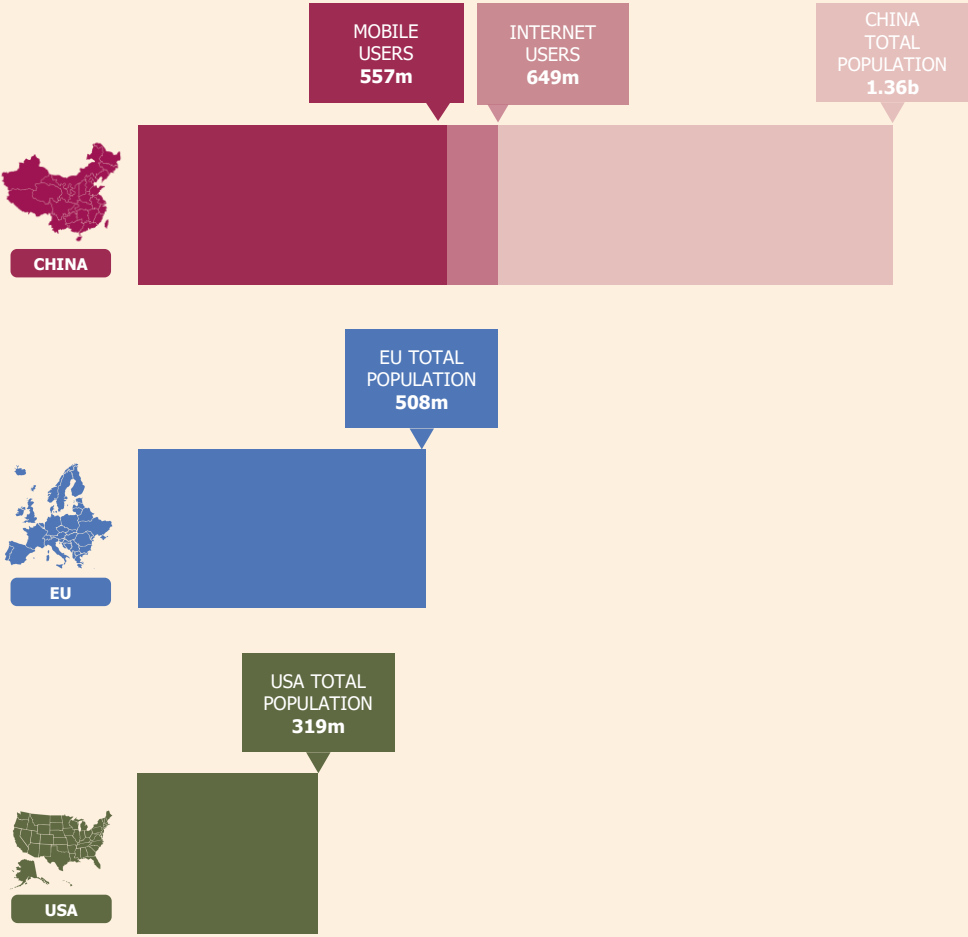 MOBILE
USERS
557m
INTERNET
USERS
649m
CHINA
TOTAL
POPULATION
1.36b
CHINA
EU TOTAL
POPULATION
508m
EU
USA TOTAL
POPULATION
319m
USA